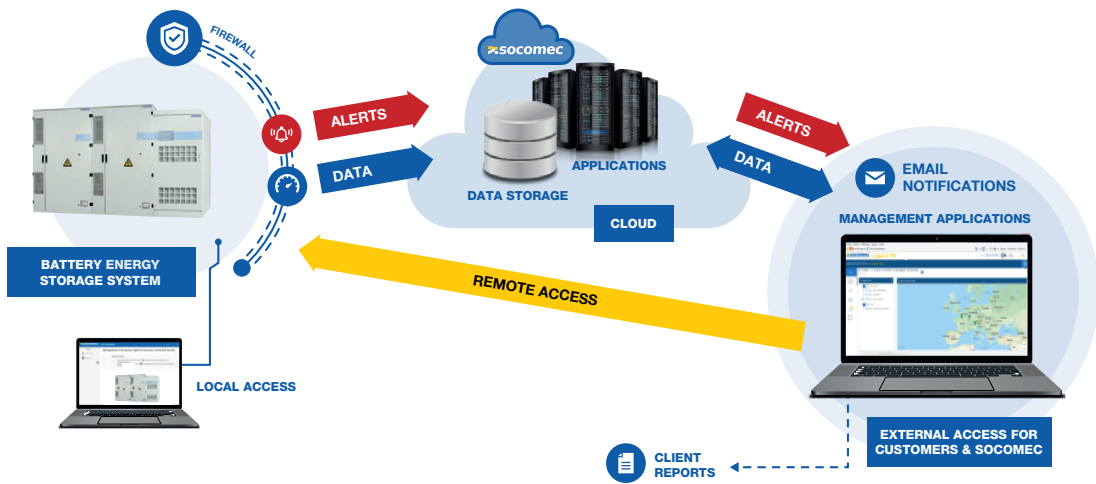 FIREWALL
socomec
ALERTS
DATA
DATA STORAGE
APPLICATIONS
CLOUD
ALERTS
DATA
EMAIL
NOTIFICATIONS
MANAGEMENT APPLICATIONS
BATTERY ENERGY
STORAGE SYSTEM
REMOTE ACCESS
LOCAL ACCESS
EXTERNAL ACCESS FOR
CUSTOMERS & SOCOMEC
CLIENT
REPORTS